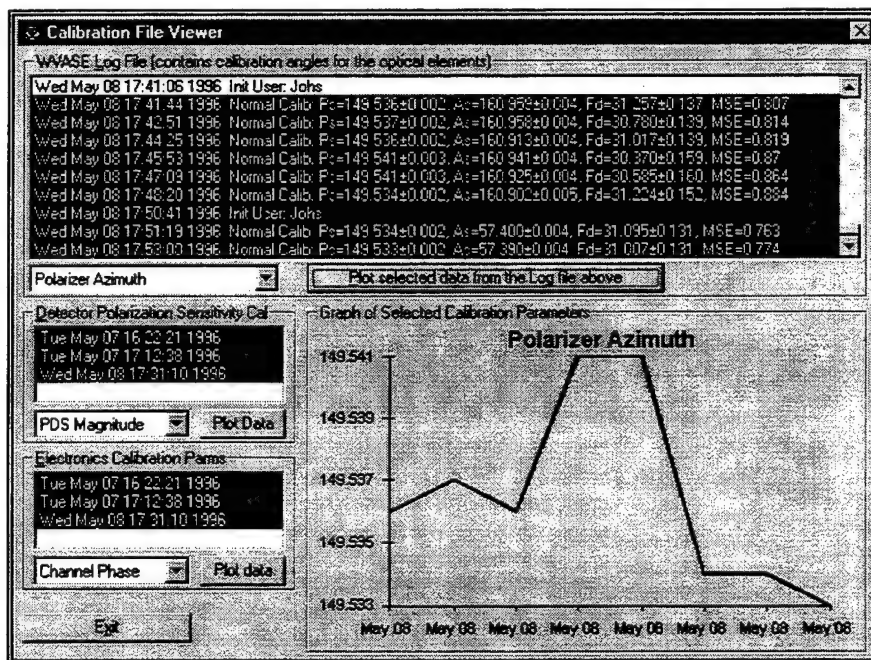 Calibration File Viewer
WVASE Log File (contains calibration angles for the optical elements)
Wed May 08 17:41:06 1996 Init User: Johs
Wed May 08 17:41:44 1996 Normal Calib: Ps=149.536±0.002, As=160.959±0.004, Fd=31.257±0.137, MSE=0.807
Wed May 08 17:42:51 1996 Normal Calib: Ps=149.537±0.002, As=160.958±0.004, Fd=30.780±0.139, MSE=0.814
Wed May 08 17:44:25 1996 Normal Calib: Ps=149.536±0.002, As=160.913±0.004, Fd=31.017±0.139, MSE=0.819
Wed May 08 17:45:53 1996 Normal Calib: Ps=149.541±0.003, As=160.941±0.004, Fd=30.370±0.159, MSE=0.87
Wed May 08 17:47:09 1996 Normal Calib: Ps=149.541±0.003, As=160.925±0.004, Fd=30.585±0.160, MSE=0.864
Wed May 08 17:48:20 1996 Normal Calib: Ps=149.534±0.002, As=160.902±0.005, Fd=31.224±0.152, MSE=0.884
Wed May 08 17:50:41 1996 Init User: Johs
Wed May 08 17:51:19 1996 Normal Calib: Ps=149.534±0.002, As=57.400±0.004, Fd=31.095±0.131, MSE=0.763
Wed May 08 17:53:00 1996 Normal Calib: Ps=149.533±0.002, As=57.390±0.004, Fd=31.007±0.131, MSE=0.774
Polarizer Azimuth
Plot selected data from the Log file above
Detector Polarization Sensitivity Cal
Tue May 07 16:22:21 1996
Tue May 07 17:12:38 1996
Wed May 08 17:31:10 1996
PDS Magnitude
Plot Data
Electronics Calibration Parms
Tue May 07 16:22:21 1996
Tue May 07 17:12:38 1996
Wed May 08 17:31:10 1996
Channel Phase
Plot data
Exit
Graph of Selected Calibration Parameters
Polarizer Azimuth
149.541
149.539
149.537
149.535
149.533
May 08 May 08 May 08 May 08 May 08 May 08 May 08 May 08